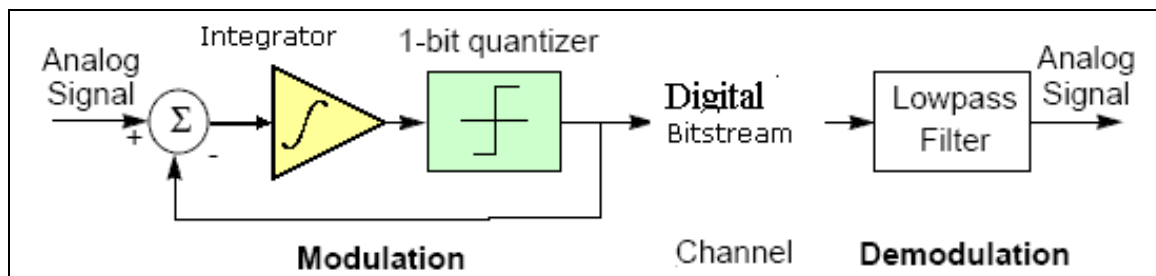 Analog
Signal
+
Σ
-
Integrator
∫
1-bit quantizer
Digital
Bitstream
Lowpass
Filter
Analog
Signal
Modulation
Channel
Demodulation